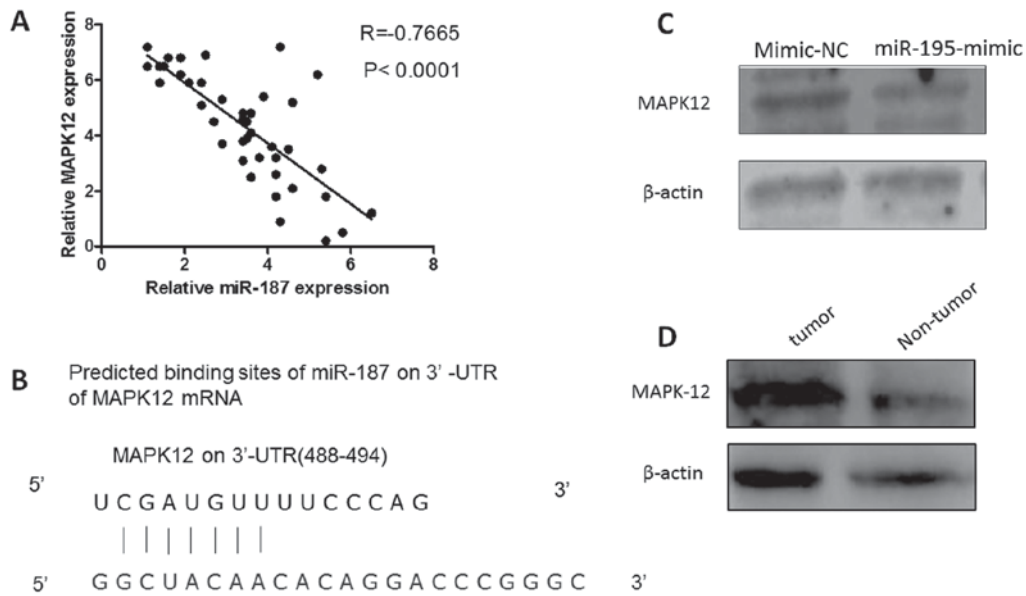 A
Relative MAPK12 expression
8
6
4
2
0
0 2 4 6 8
Relative miR-187 expression
R=-0.7665
P< 0.0001
B
Predicted binding sites of miR-187 on 3' -UTR
of MAPK12 mRNA
MAPK12 on 3'-UTR(488-494)
5' 3'
U C G A U G U U U U C C C A G
G G C U A C A A C A C A G G A C C C G G G C
5' 3'
C
Mimic-NC miR-195-mimic
MAPK12
β-actin
D
tumor Non-tumor
MAPK-12
β-actin